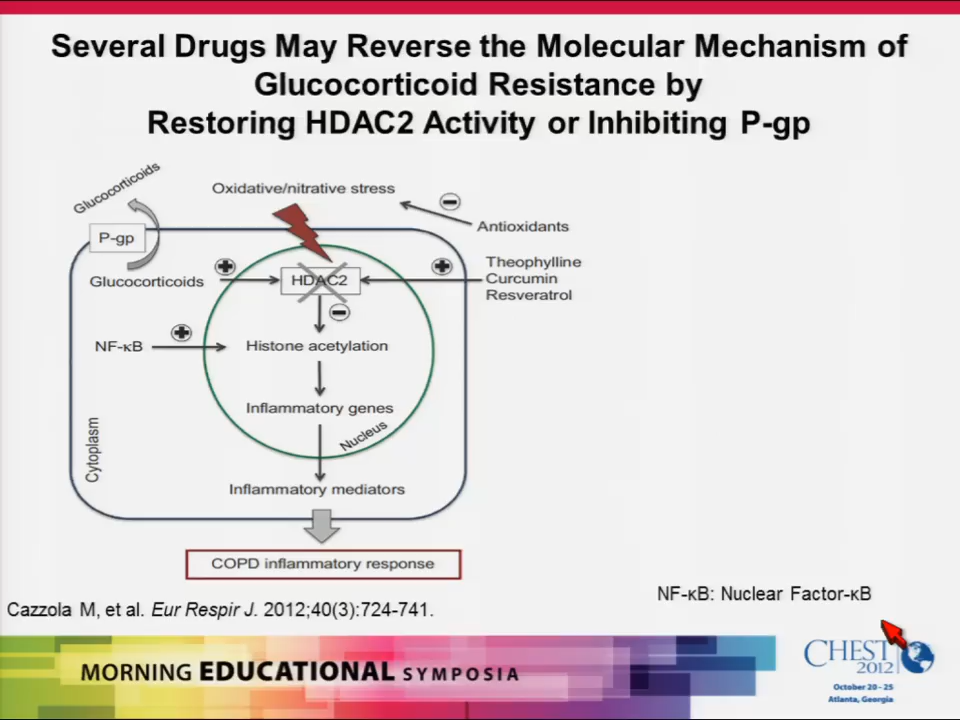 Several Drugs May Reverse the Molecular Mechanism of
Glucocorticoid Resistance by
Restoring HDAC2 Activity or Inhibiting P-gp
Glucocorticoids
Oxidative/nitrative stress
Antioxidants
P-gp
Glucocorticoids
HDAC2
Theophylline
Curcumin
Resveratrol
NF-κB
Histone acetylation
Inflammatory genes
Nucleus
Cytoplasm
Inflammatory mediators
COPD inflammatory response
NF-κB: Nuclear Factor-κB
Cazzola M, et al. Eur Respir J. 2012;40(3):724-741.
MORNING EDUCATIONAL SYMPOSIA
CHEST
2012
October 20 - 25
Atlanta, Georgia